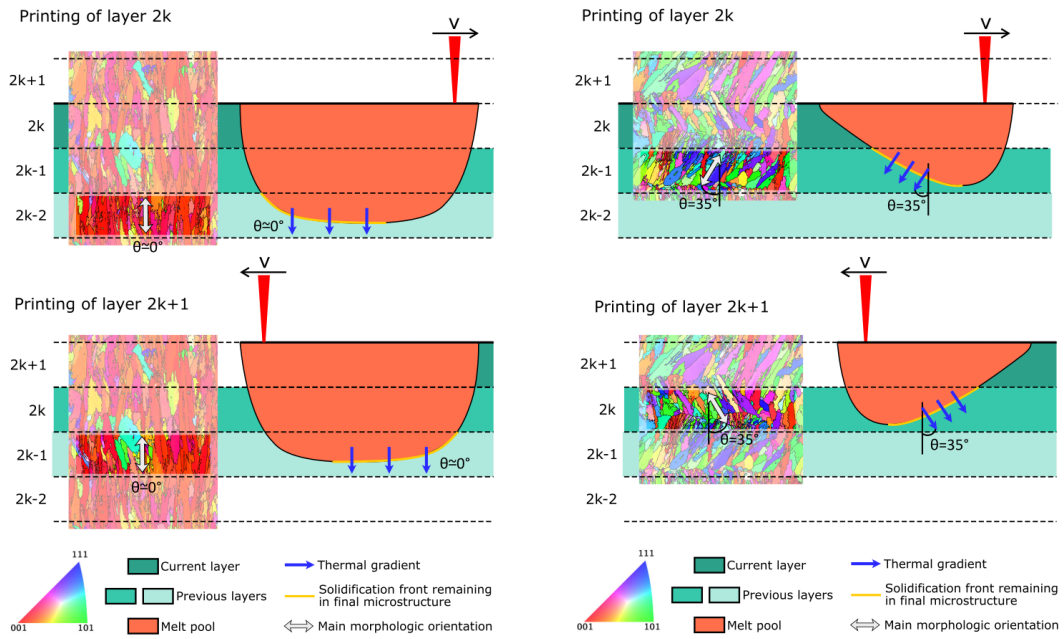 Printing of layer 2k
V
2k+1
2k
2k-1
2k-2
θ≃0°
θ≃0°
Printing of layer 2k+1
V
2k+1
2k
2k-1
2k-2
θ≃0°
θ≃0°
111
001
101
Current layer
Previous layers
Melt pool
Thermal gradient
Solidification front remaining
in final microstructure
Main morphologic orientation
Printing of layer 2k
V
2k+1
2k
2k-1
2k-2
θ=35°
θ=35°
Printing of layer 2k+1
V
2k+1
2k
2k-1
2k-2
θ=35°
θ=35°
111
001
101
Current layer
Previous layers
Melt pool
Thermal gradient
Solidification front remaining
in final microstructure
Main morphologic orientation